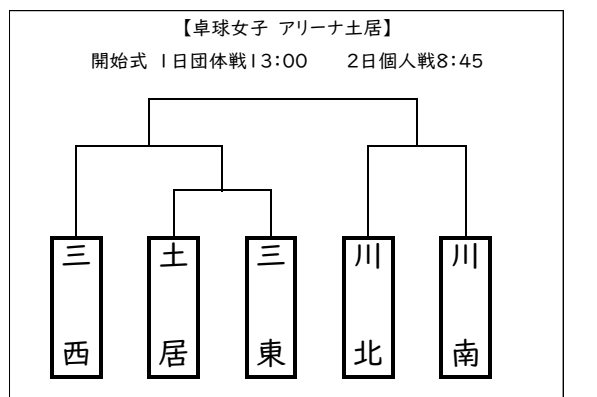 【卓球女子 アリーナ土居】
開始式 1日団体戦13:00　　2日個人戦8:45
三西
土居
三東
川北
川南